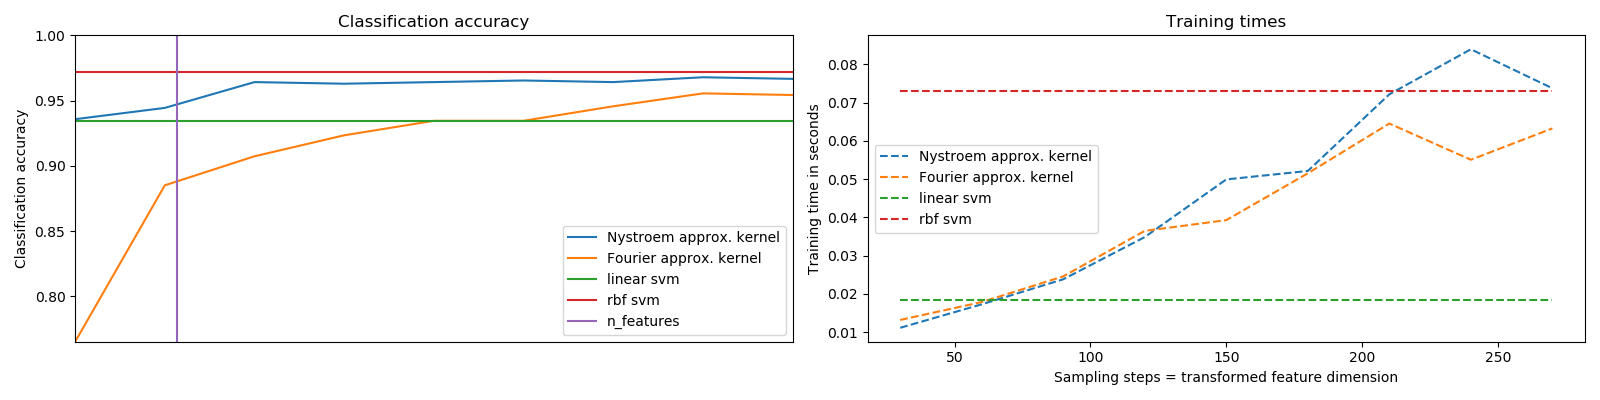 Classification accuracy
Classification accuracy
1.00
0.95
0.90
0.85
0.80
Nystroem approx. kernel
Fourier approx. kernel
linear svm
rbf svm
n_features
Training times
Training time in seconds
0.08
0.07
0.06
0.05
0.04
0.03
0.02
0.01
Nystroem approx. kernel
Fourier approx. kernel
linear svm
rbf svm
50 100 150 200 250
Sampling steps = transformed feature dimension